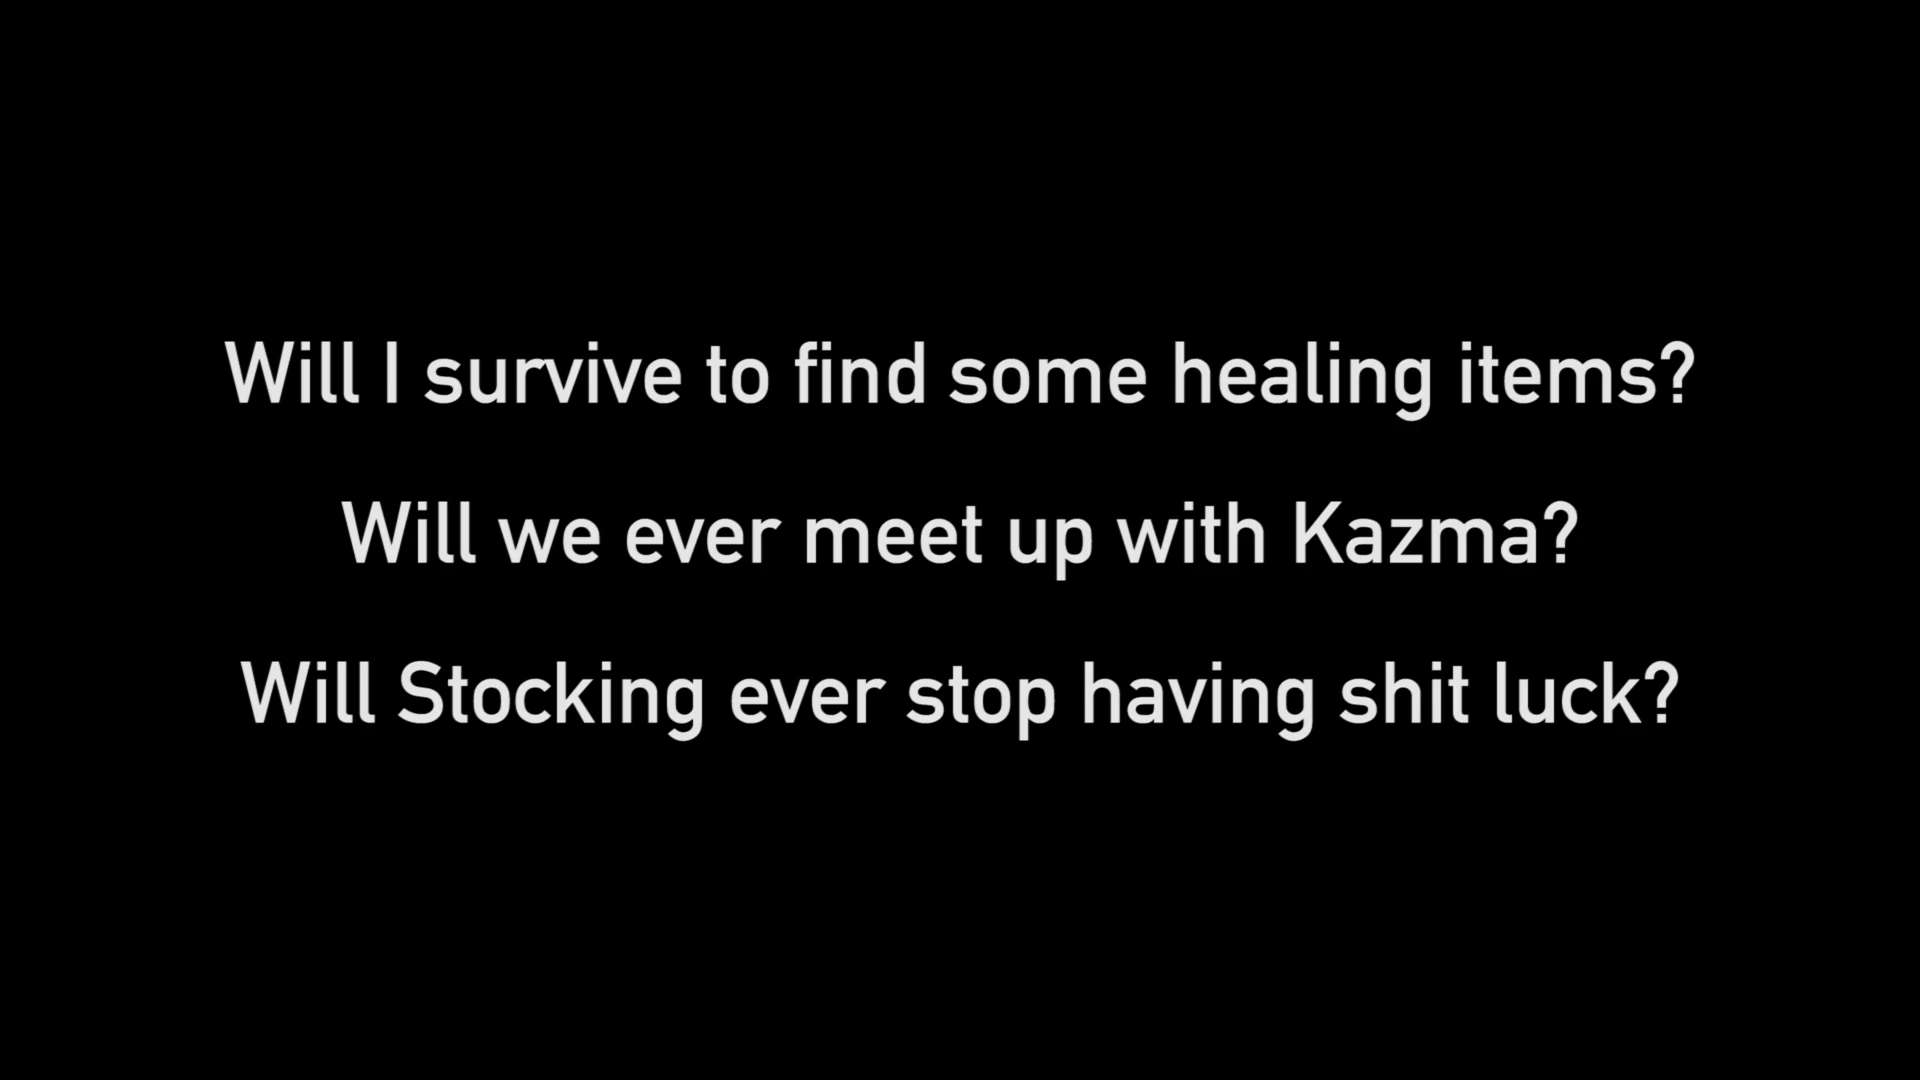 Will I survive to find some healing items?
Will we ever meet up with Kazma?
Will Stocking ever stop having shit luck?